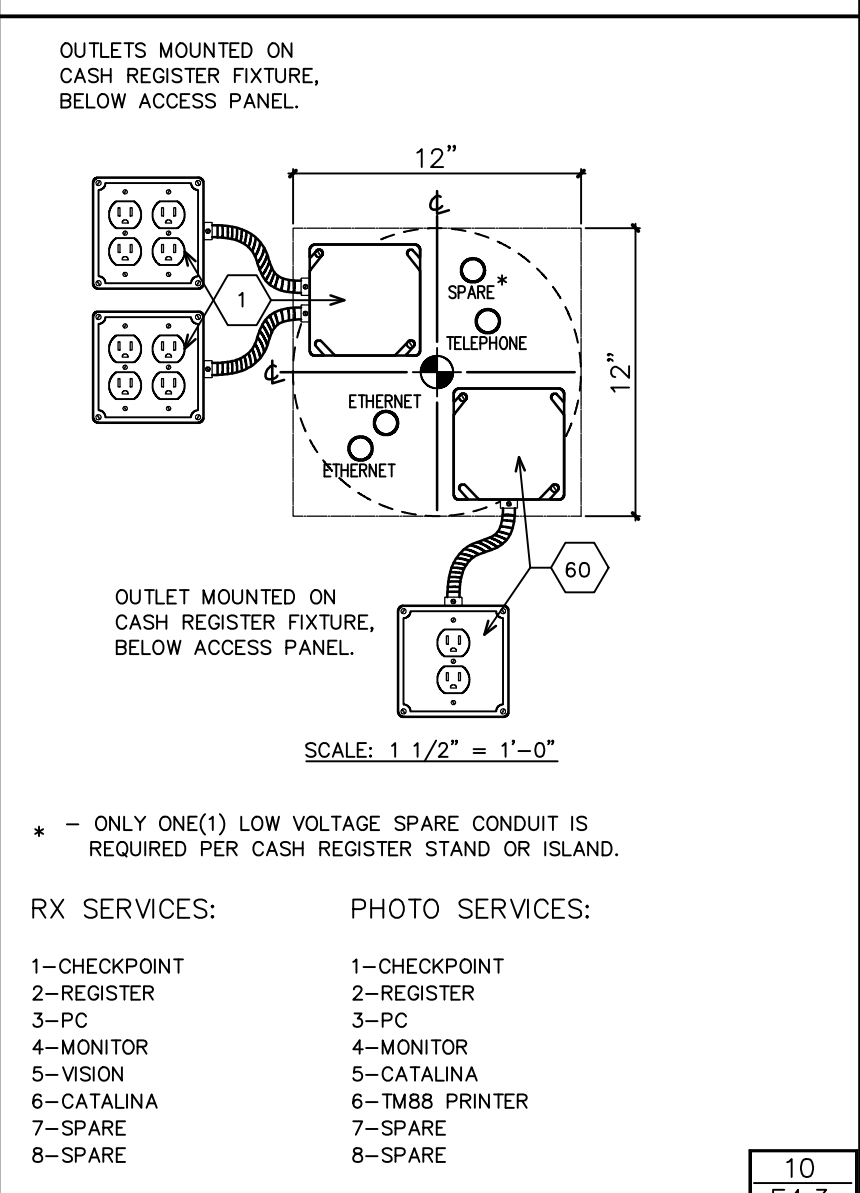 OUTLETS MOUNTED ON
CASH REGISTER FIXTURE,
BELOW ACCESS PANEL.
12"
℄
1
SPARE *
TELEPHONE
℄
12"
ETHERNET
ETHERNET
60
OUTLET MOUNTED ON
CASH REGISTER FIXTURE,
BELOW ACCESS PANEL.
SCALE: 1 1/2" = 1'-0"
* - ONLY ONE(1) LOW VOLTAGE SPARE CONDUIT IS
REQUIRED PER CASH REGISTER STAND OR ISLAND.
RX SERVICES:
1-CHECKPOINT
2-REGISTER
3-PC
4-MONITOR
5-VISION
6-CATALINA
7-SPARE
8-SPARE
PHOTO SERVICES:
1-CHECKPOINT
2-REGISTER
3-PC
4-MONITOR
5-CATALINA
6-TM88 PRINTER
7-SPARE
8-SPARE
10